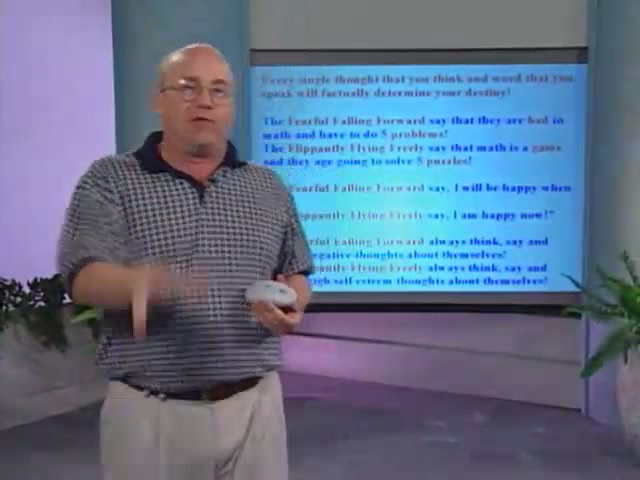 Every single thought that you think and word that you
speak will factually determine your destiny!
The Fearful Falling Forward say that they are bad in
math and have to do 5 problems!
The Flippantly Flying Freely say that math is a game
and they age going to solve 5 puzzles!
Fearful Falling Forward say, I will be happy when
Flying Freely say, I am happy now!"
Falling Forward always think, say and
negative thoughts about themselves!
Flying Freely always think, say and
high self esteem thoughts about themselves!